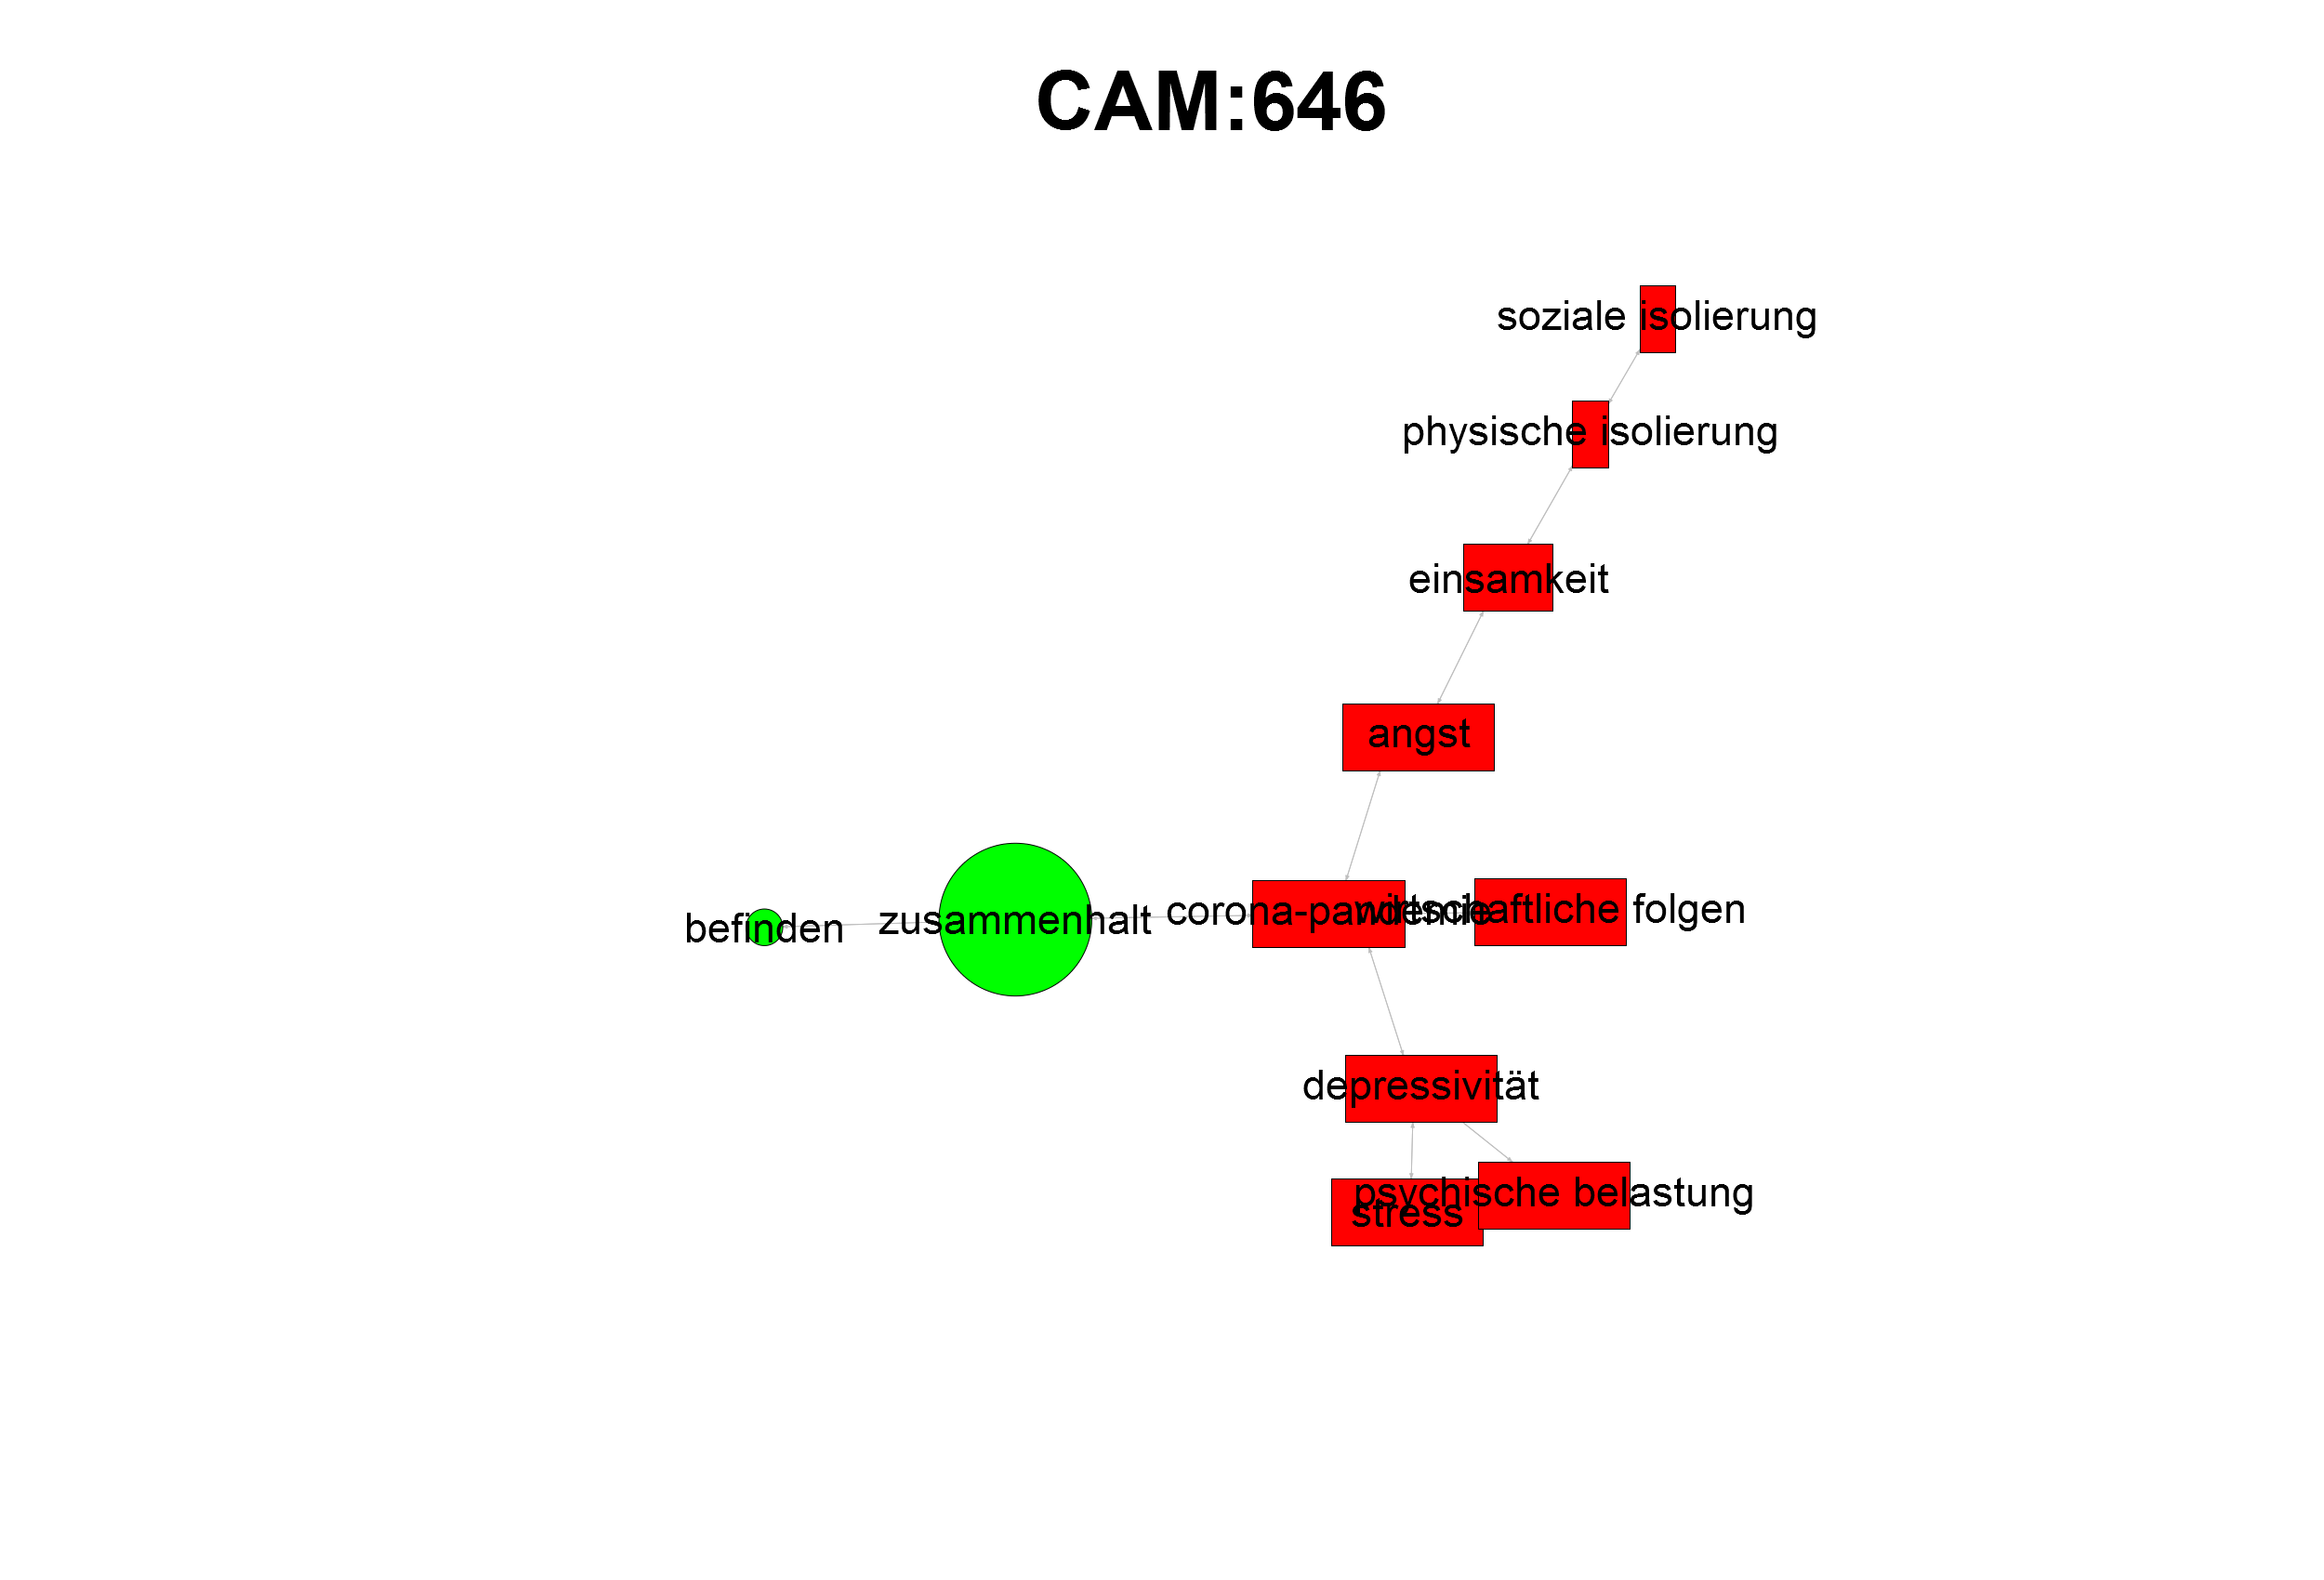 CAM:646
soziale isolierung
physische isolierung
einsamkeit
angst
befinden
zusammenhalt
corona-pandemie
wirtschaftliche folgen
depressivität
psychische belastung
stress